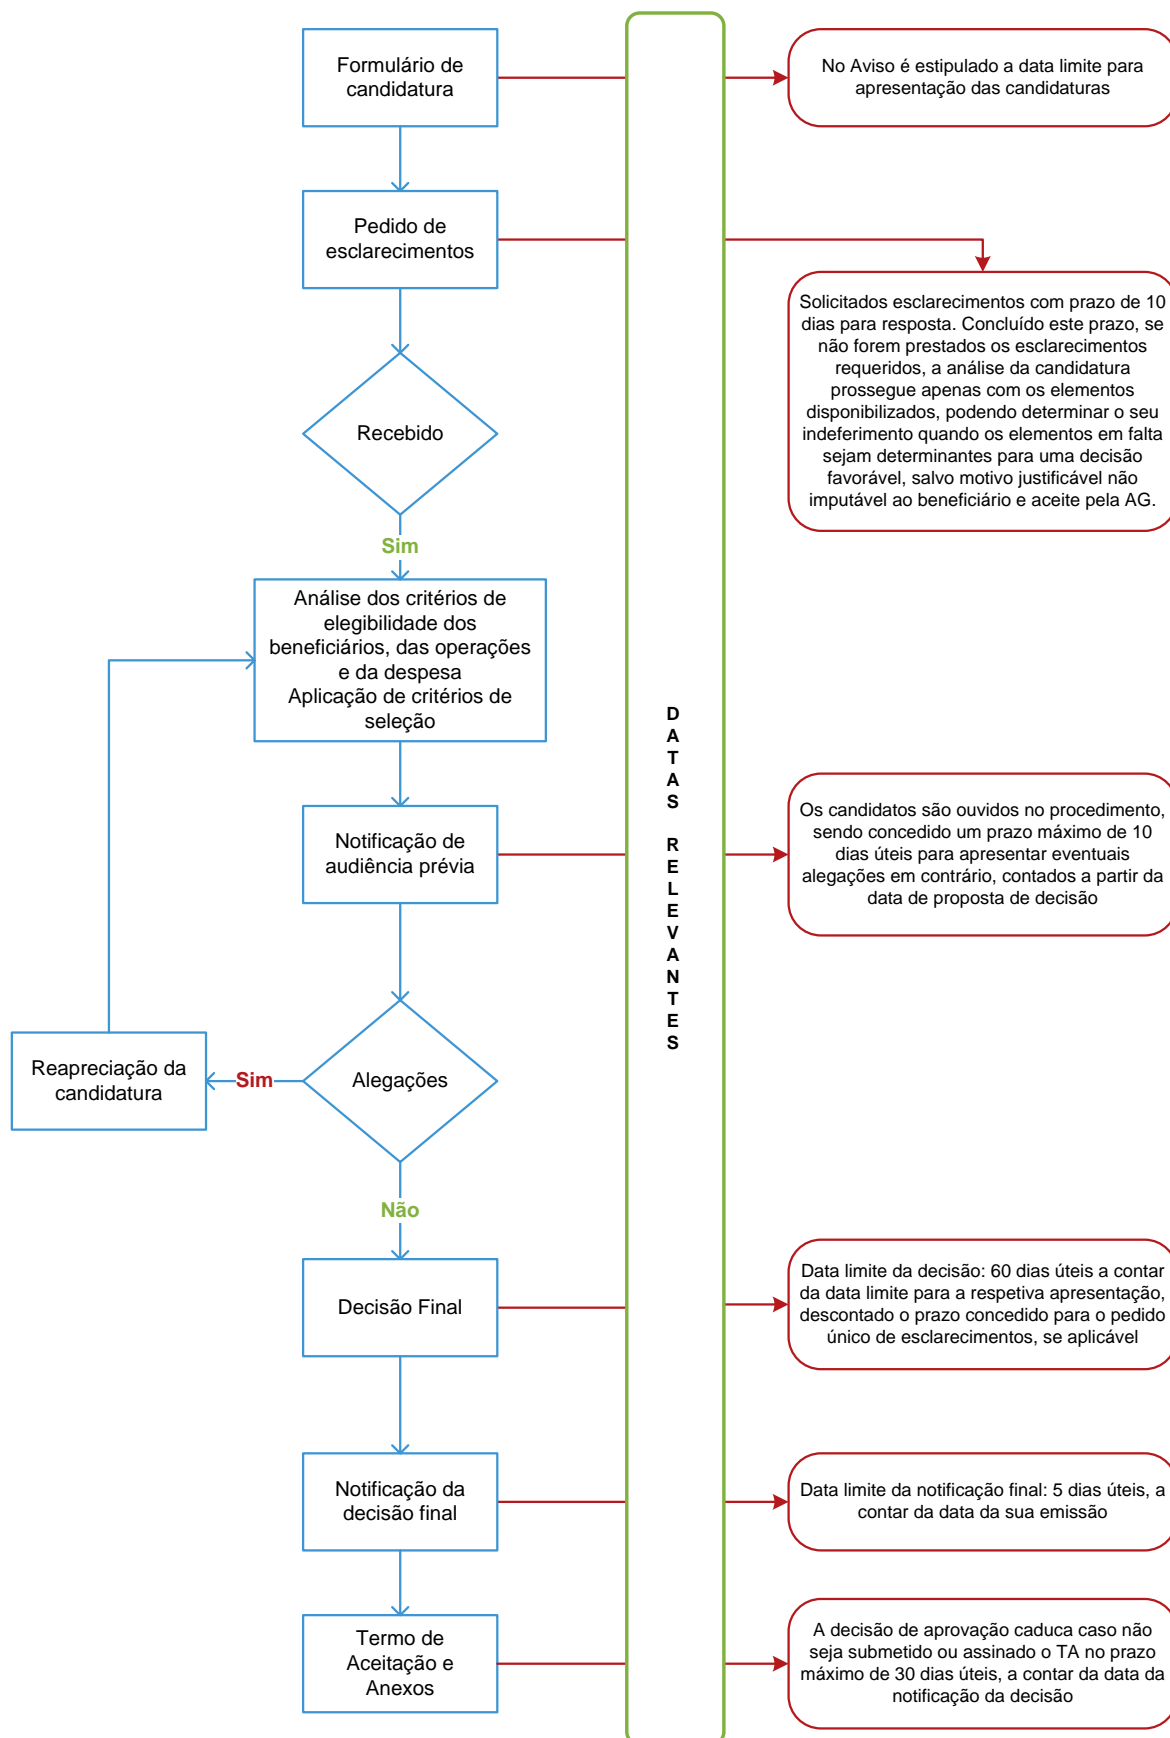 Formulário de
candidatura
No Aviso é estipulado a data limite para
apresentação das candidaturas
Pedido de
esclarecimentos
Solicitados esclarecimentos com prazo de 10
dias para resposta. Concluído este prazo, se
não forem prestados os esclarecimentos
requeridos, a análise da candidatura
prossegue apenas com os elementos
disponibilizados, podendo determinar o seu
indeferimento quando os elementos em falta
sejam determinantes para uma decisão
favorável, salvo motivo justificável não
imputável ao beneficiário e aceite pela AG.
Recebido
Sim
Análise dos critérios de
elegibilidade dos
beneficiários, das operações
e da despesa
Aplicação de critérios de
seleção
DATAS RELEVANTES
Notificação de
audiência prévia
Os candidatos são ouvidos no procedimento,
sendo concedido um prazo máximo de 10
dias úteis para apresentar eventuais
alegações em contrário, contados a partir da
data de proposta de decisão
Reapreciação da
candidatura
Sim
Alegações
Não
Decisão Final
Data limite da decisão: 60 dias úteis a contar
da data limite para a respetiva apresentação,
descontado o prazo concedido para o pedido
único de esclarecimentos, se aplicável
Notificação da
decisão final
Data limite da notificação final: 5 dias úteis, a
contar da data da sua emissão
Termo de
Aceitação e
Anexos
A decisão de aprovação caduca caso não
seja submetido ou assinado o TA no prazo
máximo de 30 dias úteis, a contar da data da
notificação da decisão